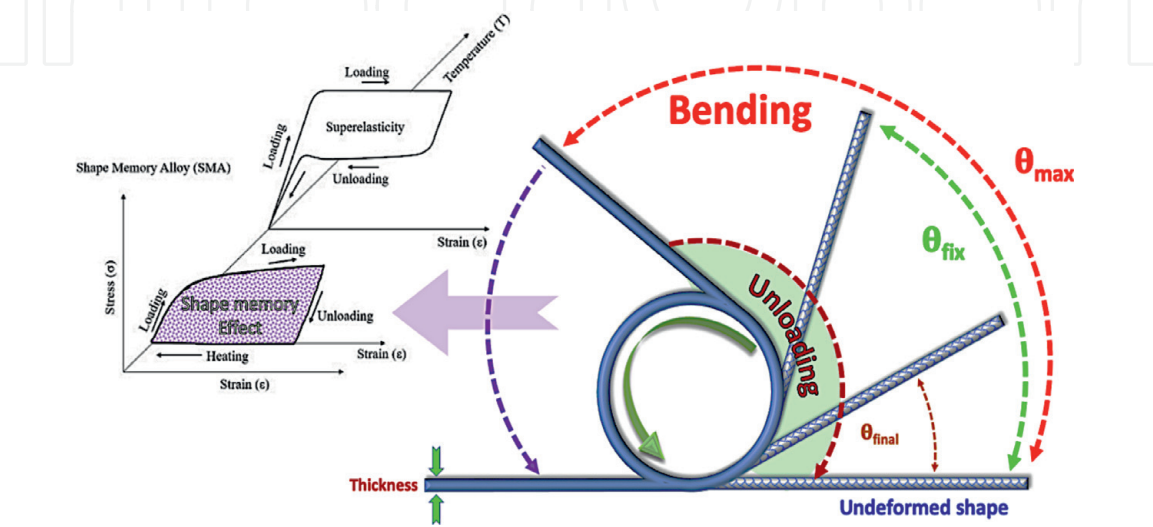 Temperature (T)
Loading
Loading
Superelasticity
Unloading
Shape Memory Alloy (SMA)
Strain (ε)
Stress (σ)
Loading
Loading
Shape memory
Effect
Unloading
Heating
Strain (ε)
Strain (ε)
Bending
θmax
θfix
Unloading
θfinal
Thickness
Undeformed shape